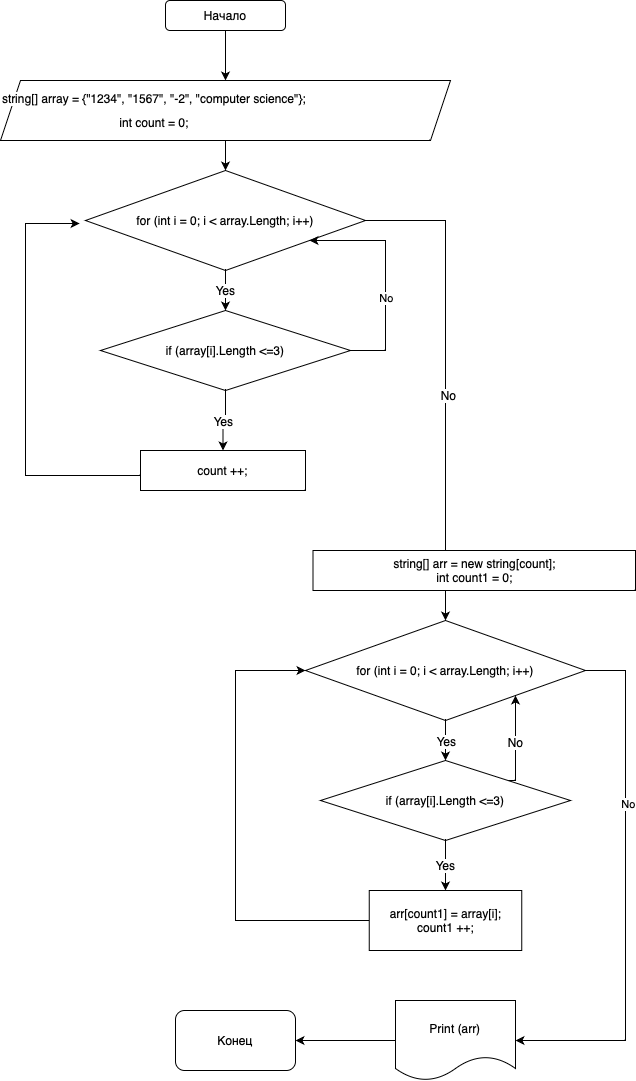 Начало
string[] array = {"1234", "1567", "-2", "computer science"};
int count = 0;
for (int i = 0; i < array.Length; i++)
Yes
No
if (array[i].Length <=3)
Yes
No
count ++;
string[] arr = new string[count];
int count1 = 0;
for (int i = 0; i < array.Length; i++)
Yes
No
if (array[i].Length <=3)
No
Yes
arr[count1] = array[i];
count1 ++;
Print (arr)
Конец